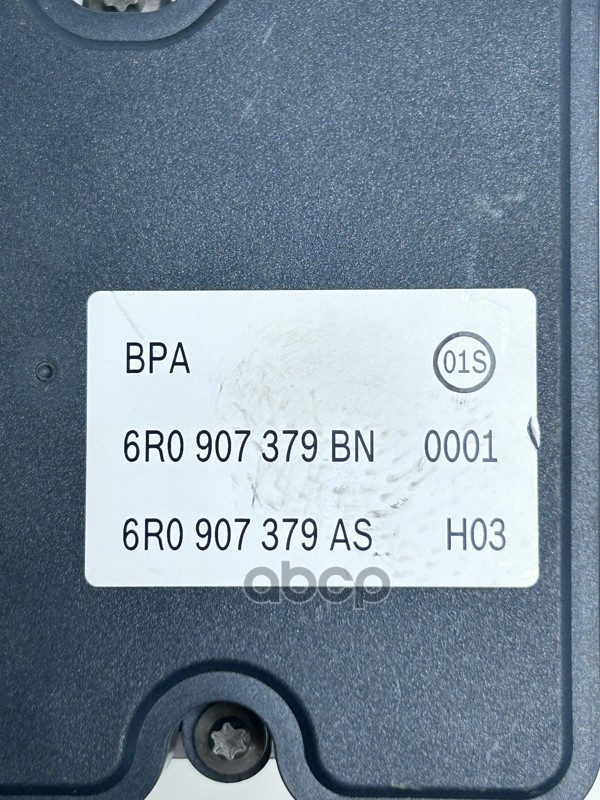 BPA 01S
6R0 907 379 BN 0001
6R0 907 379 AS H03
abcp